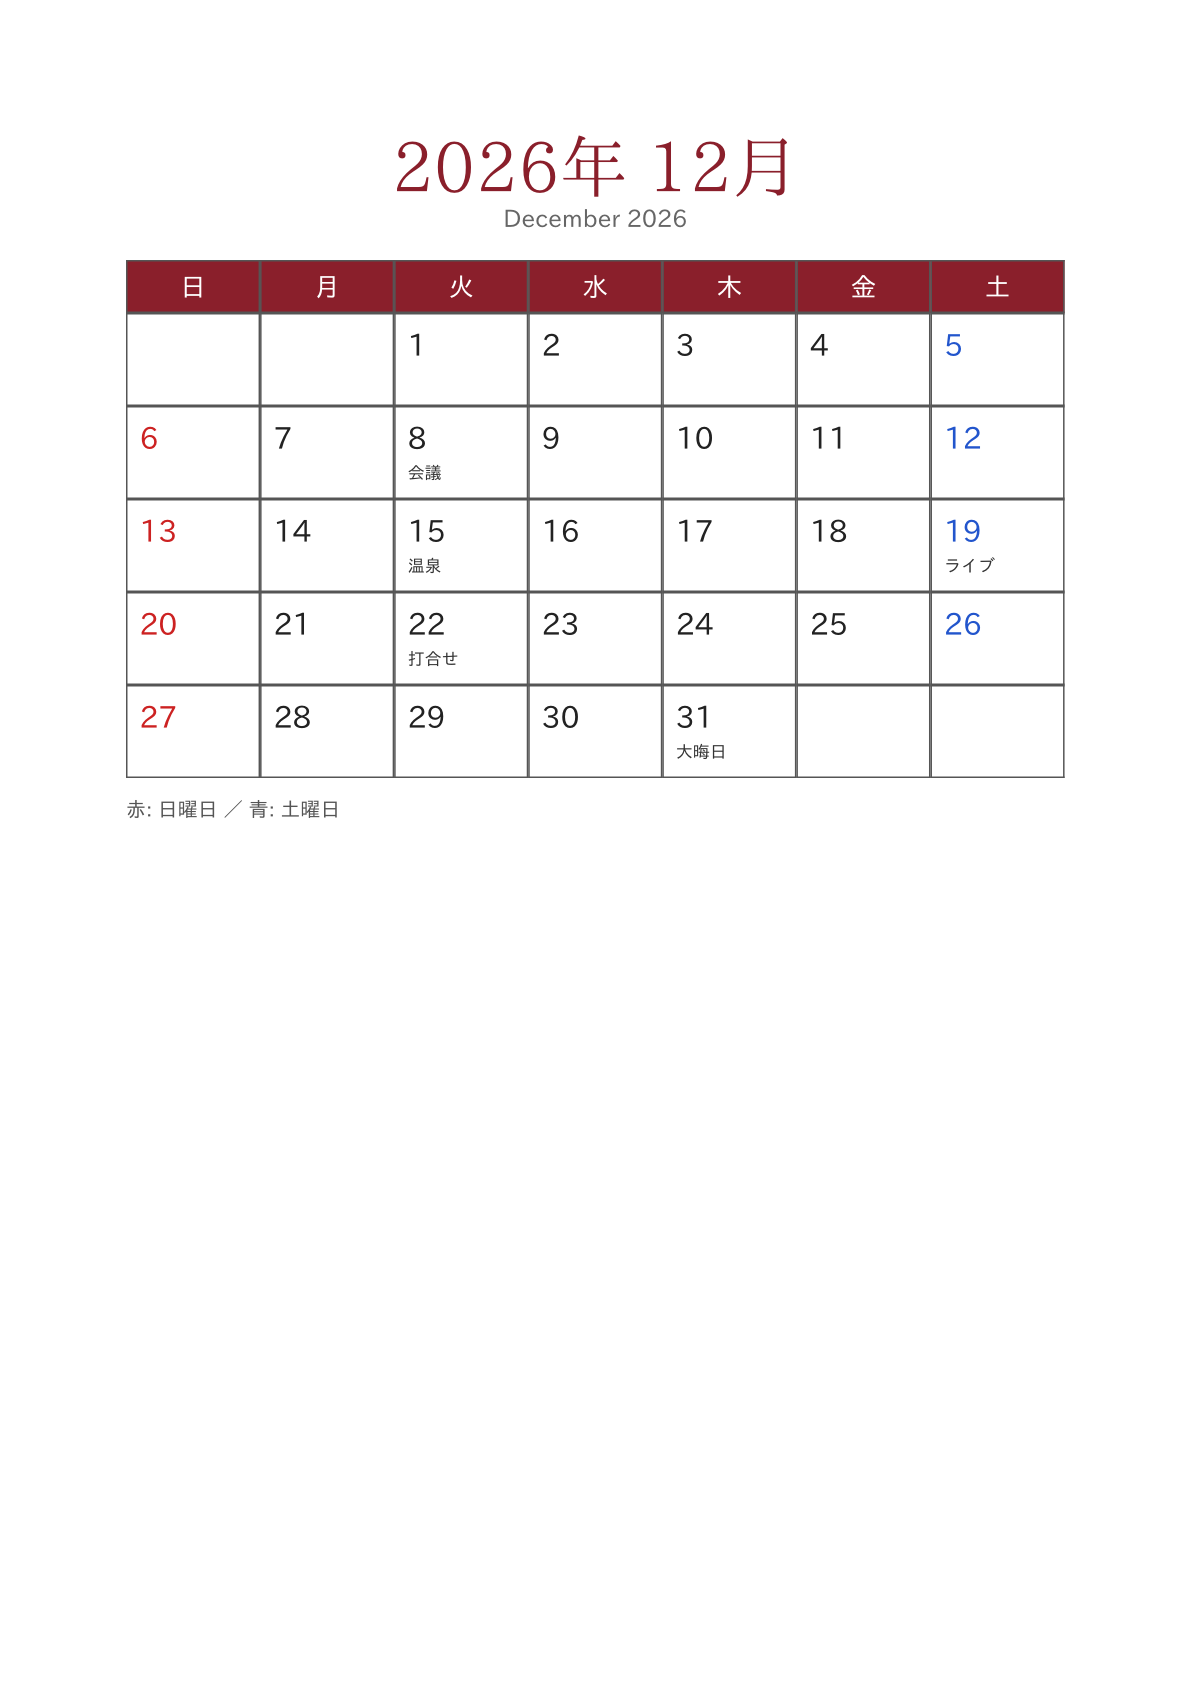 2026年 12月
December 2026
日 月 火 水 木 金 土
1 2 3 4 5
6 7 8 9 10 11 12
会議
13 14 15 16 17 18 19
温泉 ライブ
20 21 22 23 24 25 26
打合せ
27 28 29 30 31
大晦日
赤: 日曜日 ／ 青: 土曜日